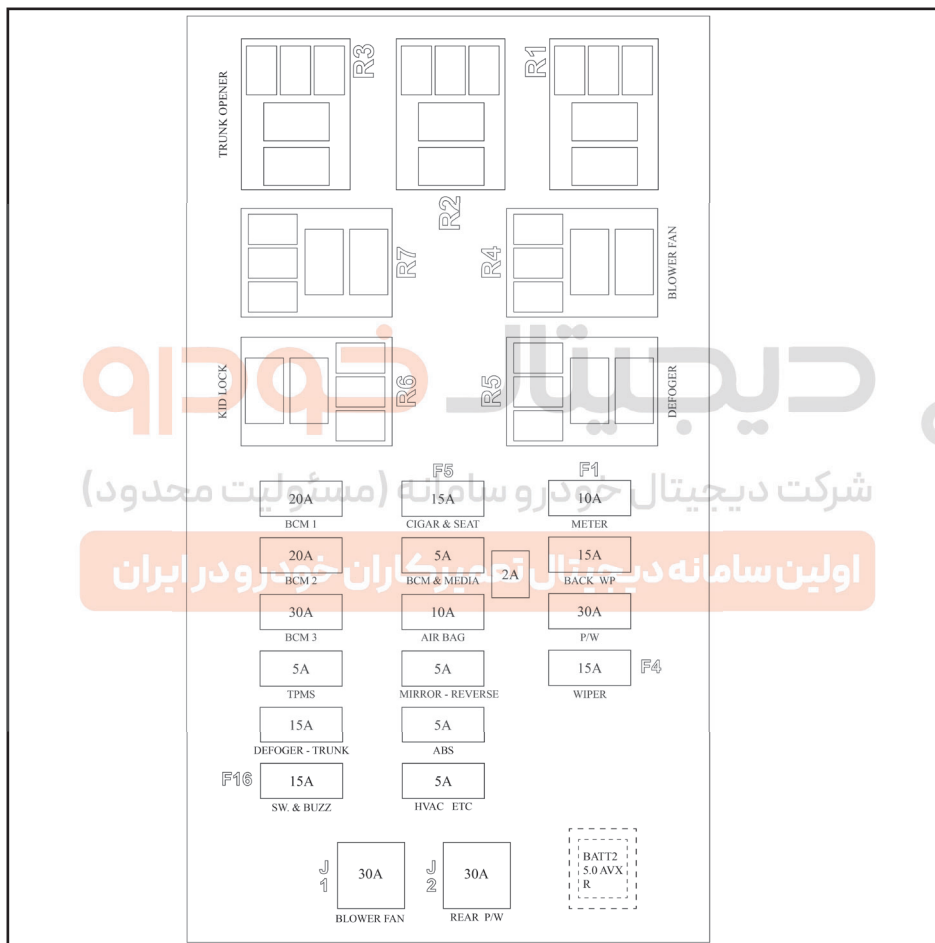 TRUNK OPENER
R3
R2
R1
R7
R4
BLOWER FAN
KID LOCK
R6
R5
DEFOGER
دیجیتال خودرو
شرکت دیجیتال خودرو سامانه (مسئولیت محدود)
اولین سامانه دیجیتال تعمیرکاران خودرو در ایران
F5
F1
20A
15A
10A
BCM 1
CIGAR & SEAT
METER
20A
5A
2A
15A
BCM 2
BCM & MEDIA
BACK WP
30A
10A
30A
BCM 3
AIR BAG
P/W
5A
5A
15A
F4
TPMS
MIRROR - REVERSE
WIPER
15A
5A
DEFOGER - TRUNK
ABS
F16
15A
5A
SW. & BUZZ
HVAC ETC
J1
30A
J2
30A
BLOWER FAN
REAR P/W
BATT2
5.0 AVX
R